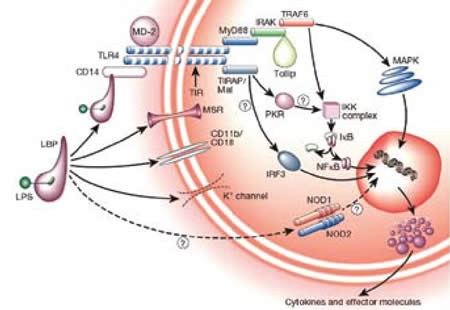 TRAF6
IRAK
MyD88
MD-2
TLR4
MAPK
Tollip
CD14
TIRAP/
Mal
TIR
?
MSR
PKR
?
IKK
complex
LBP
CD11b/
CD18
IκB
NFκB
IRF3
LPS
K+ channel
NOD1
?
NOD2
?
Cytokines and effector molecules